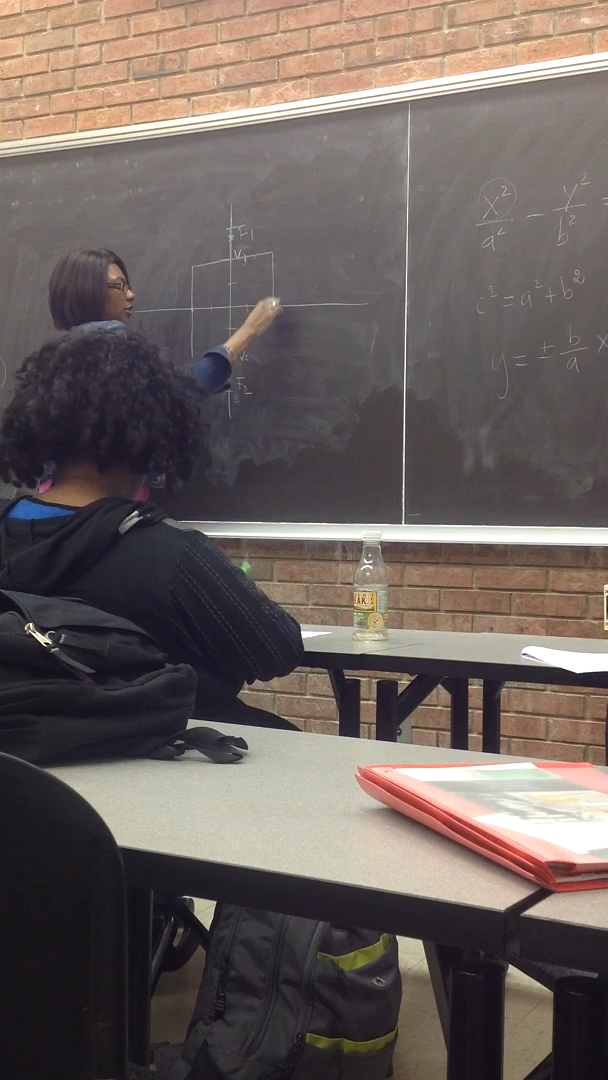 F1
V1
V2
F2
x²/a² - y²/b² =
c² = a² + b²
y = ± b/a x